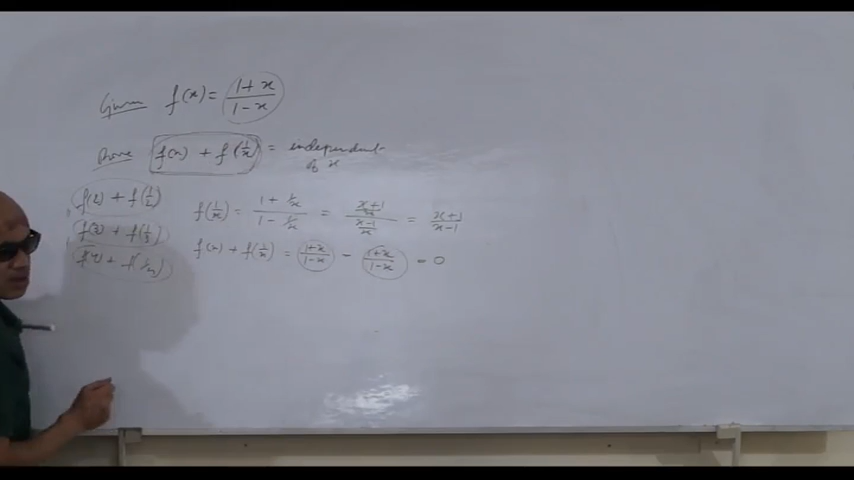 Given f(x) = 1+x / 1-x
Prove f(x) + f(1/x) = independent
of x
f(2) + f(1/2)
f(1/x) = 1 + 1/x / 1 - 1/x = x+1/x / x-1/x = x+1 / x-1
f(3) + f(1/3)
f(x) + f(1/x) = 1+x / 1-x - 1+x / 1-x = 0